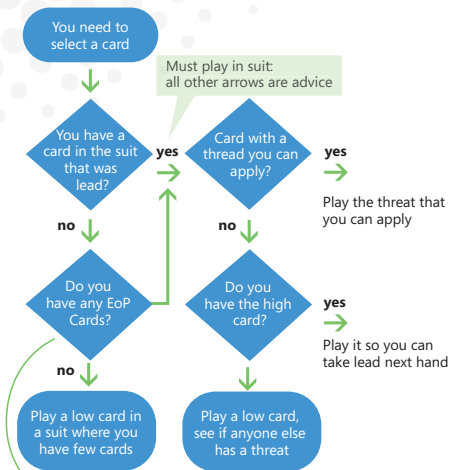 You need to
select a card
Must play in suit:
all other arrows are advice
You have a
card in the suit
that was
lead?
yes
Card with a
thread you can
apply?
yes
Play the threat that
you can apply
no
no
Do you
have any EoP
Cards?
Do you
have the high
card?
yes
Play it so you can
take lead next hand
no
Play a low card in
a suit where you
have few cards
Play a low card,
see if anyone else
has a threat